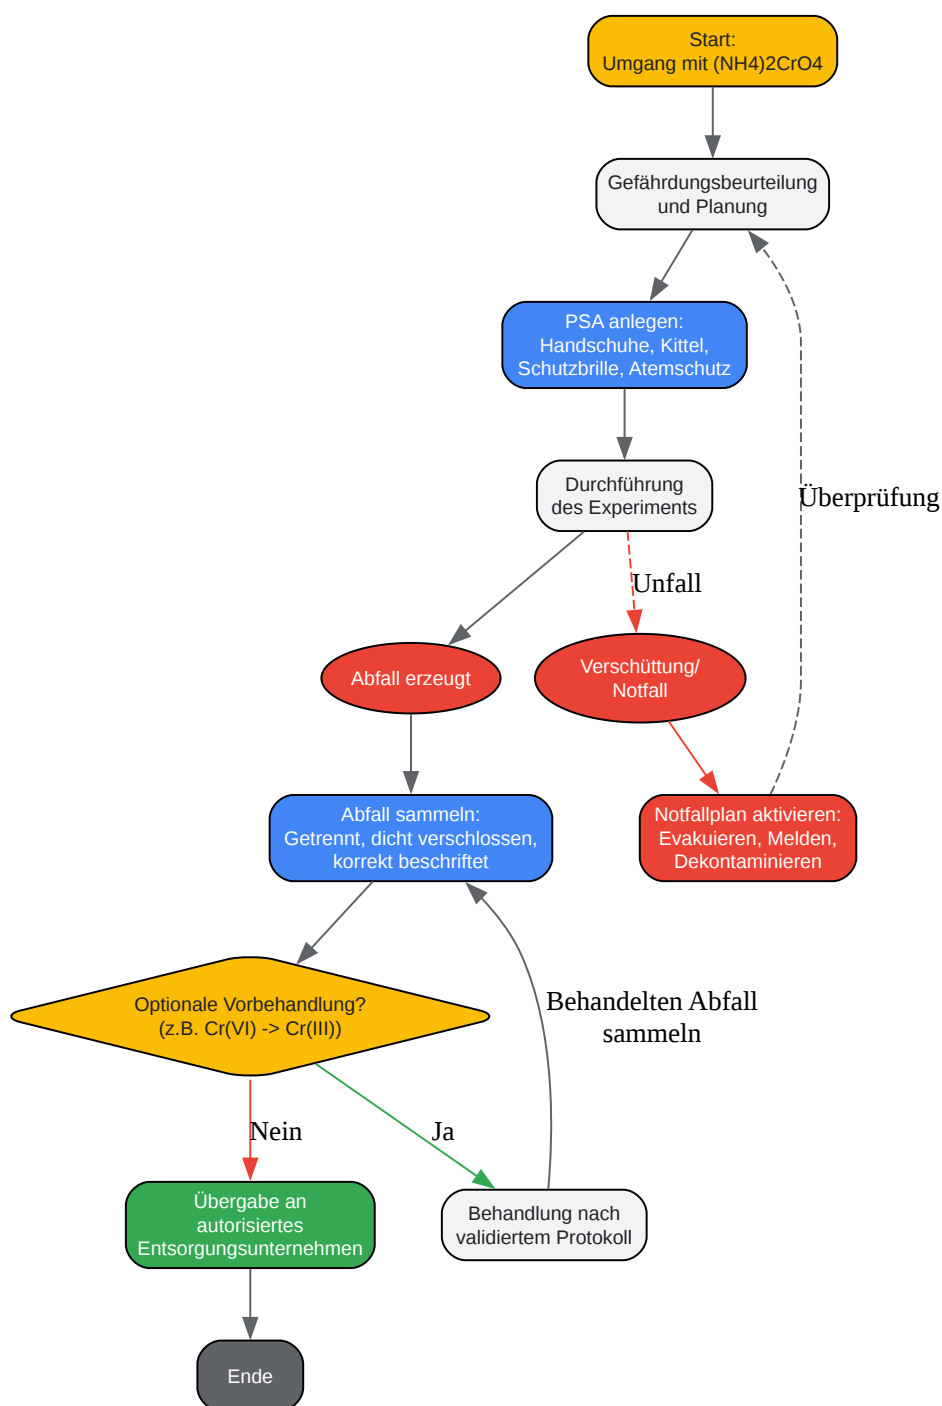 Start:
Umgang mit (NH4)2CrO4
Gefährdungsbeurteilung
und Planung
PSA anlegen:
Handschuhe, Kittel,
Schutzbrille, Atemschutz
Durchführung
des Experiments
Überprüfung
Unfall
Abfall erzeugt
Verschüttung/
Notfall
Abfall sammeln:
Getrennt, dicht verschlossen,
korrekt beschriftet
Notfallplan aktivieren:
Evakuieren, Melden,
Dekontaminieren
Optionale Vorbehandlung?
(z.B. Cr(VI) -> Cr(III))
Behandelten Abfall
sammeln
Nein
Ja
Übergabe an
autorisiertes
Entsorgungsunternehmen
Behandlung nach
validiertem Protokoll
Ende